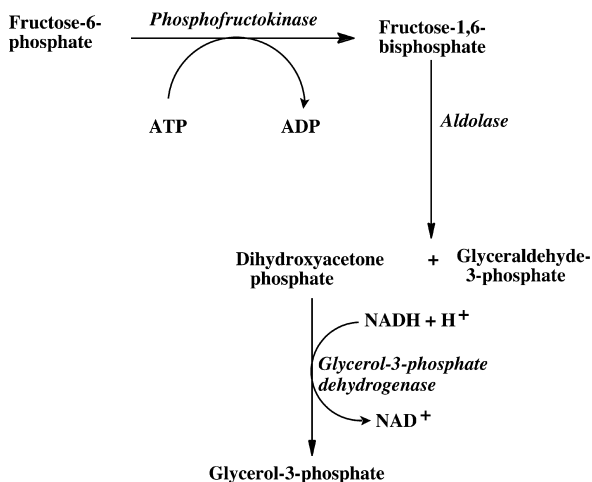 Fructose-6-
phosphate
Phosphofructokinase
Fructose-1,6-
bisphosphate
ATP
ADP
Aldolase
Dihydroxyacetone
phosphate
+
Glyceraldehyde-
3-phosphate
NADH + H+
Glycerol-3-phosphate
dehydrogenase
NAD+
Glycerol-3-phosphate